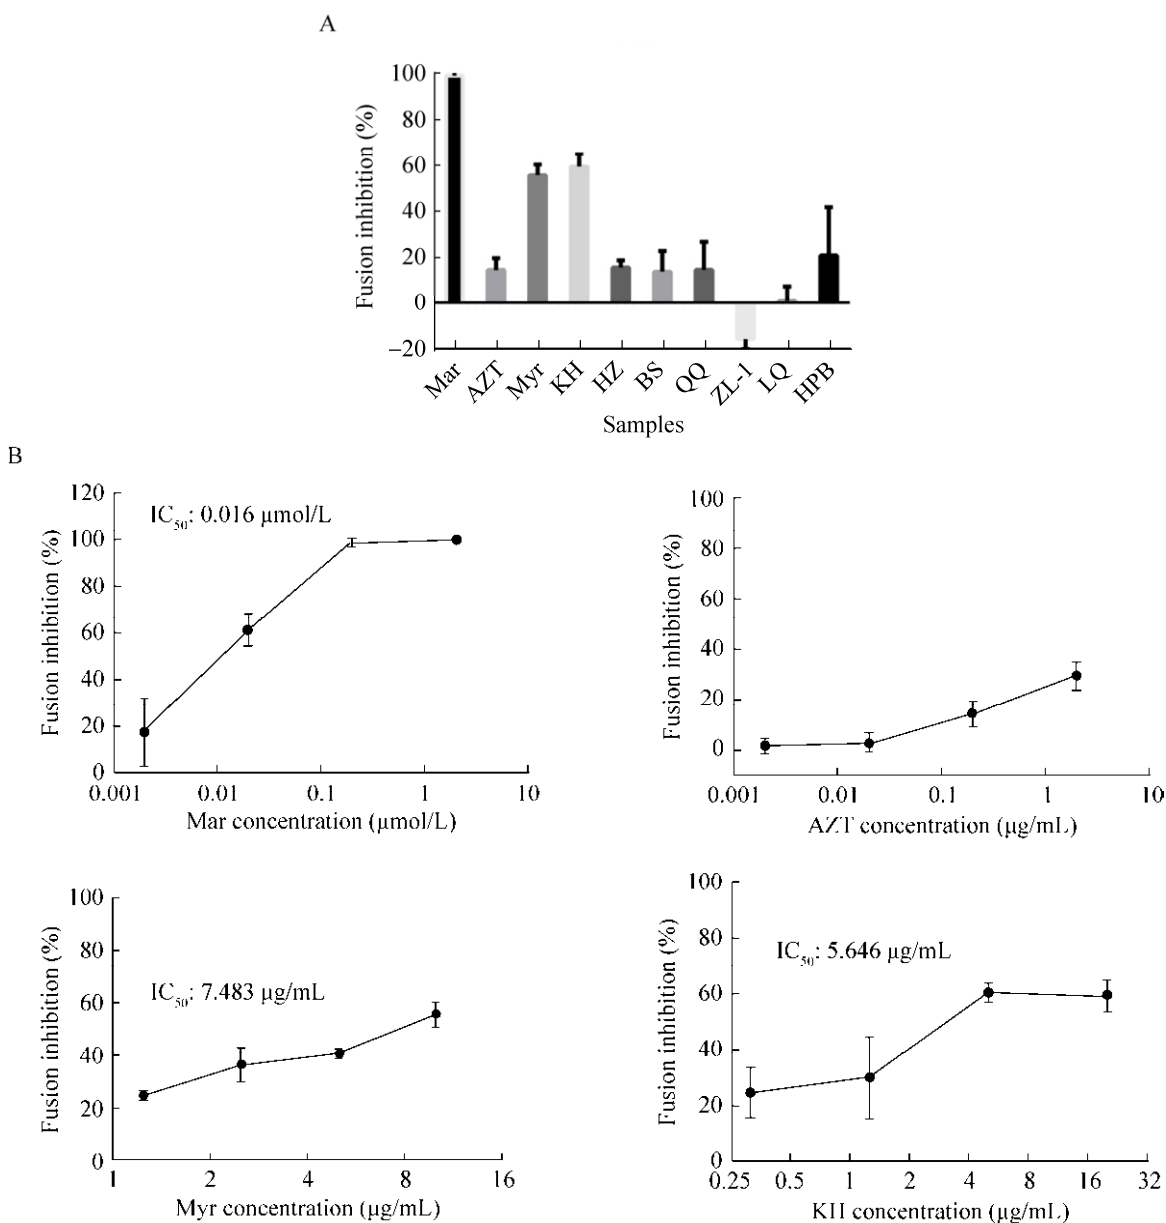 A
Fusion inhibition (%)
100
80
60
40
20
0
–20
Mar
AZT
Myr
KH
HZ
BS
QQ
ZL-1
LQ
HPB
Samples
B
Fusion inhibition (%)
120
100
80
60
40
20
0
IC50: 0.016 μmol/L
0.001 0.01 0.1 1 10
Mar concentration (μmol/L)
Fusion inhibition (%)
100
80
60
40
20
0
0.001 0.01 0.1 1 10
AZT concentration (μg/mL)
Fusion inhibition (%)
100
80
60
40
20
0
IC50: 7.483 μg/mL
1 2 4 8 16
Myr concentration (μg/mL)
Fusion inhibition (%)
100
80
60
40
20
0
IC50: 5.646 μg/mL
0.25 0.5 1 2 4 8 16 32
KH concentration (μg/mL)